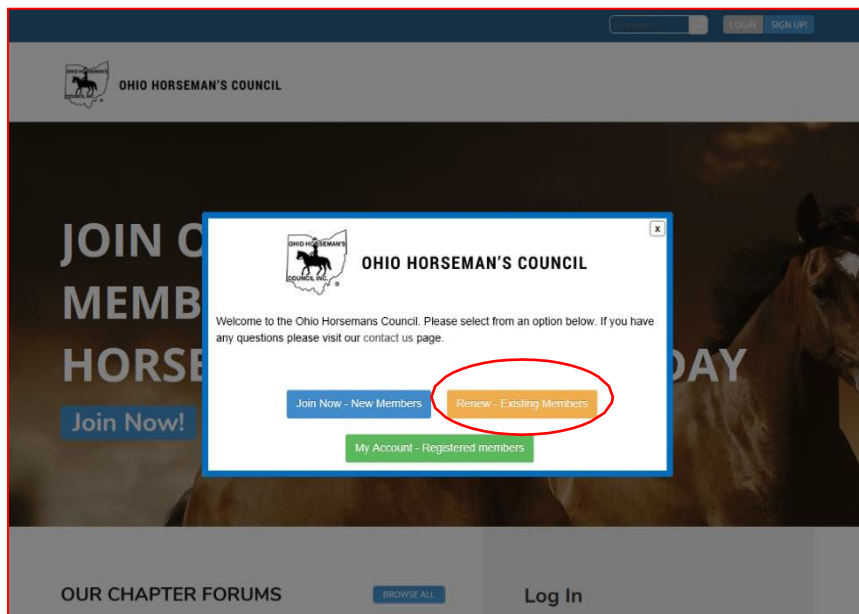 LOGIN SIGN UP!
OHIO HORSEMAN'S COUNCIL
JOIN O
MEMB
HORSE
DAY
Join Now!
x
OHIO HORSEMAN'S
COUNCIL, INC.
OHIO HORSEMAN'S COUNCIL
Welcome to the Ohio Horsemans Council. Please select from an option below. If you have
any questions please visit our contact us page.
Join Now - New Members
Renew - Existing Members
My Account - Registered members
OUR CHAPTER FORUMS
BROWSE ALL
Log In